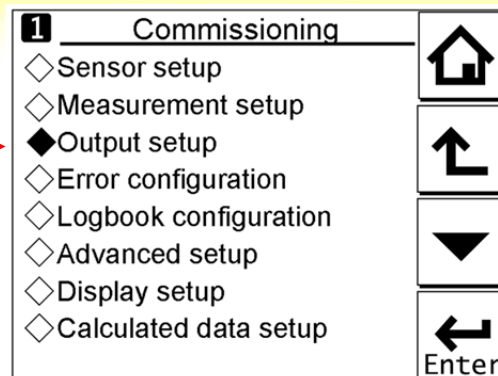 1 Commissioning
Sensor setup
Measurement setup
Output setup
Error configuration
Logbook configuration
Advanced setup
Display setup
Calculated data setup
Enter